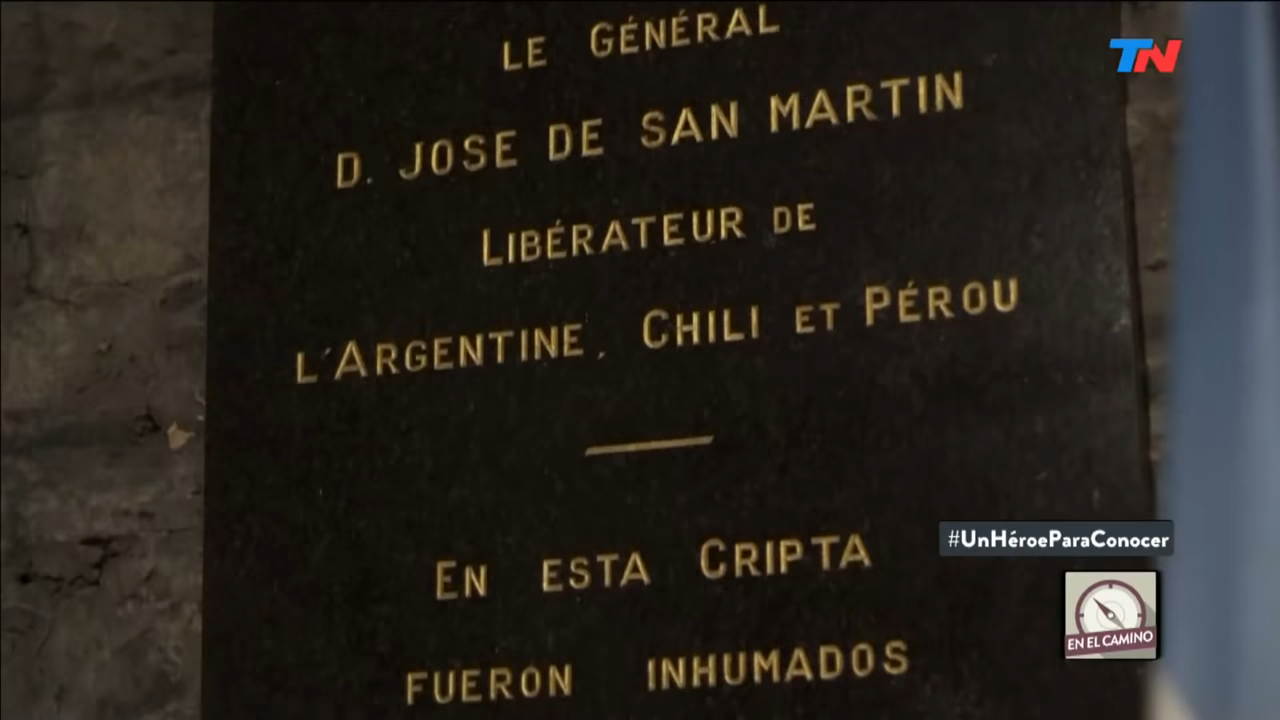 LE GÉNÉRAL
D. JOSE DE SAN MARTIN
LIBÉRATEUR DE
L'ARGENTINE, CHILI ET PÉROU
EN ESTA CRIPTA
FUERON INHUMADOS
TN
#UnHéroeParaConocer
EN EL CAMINO